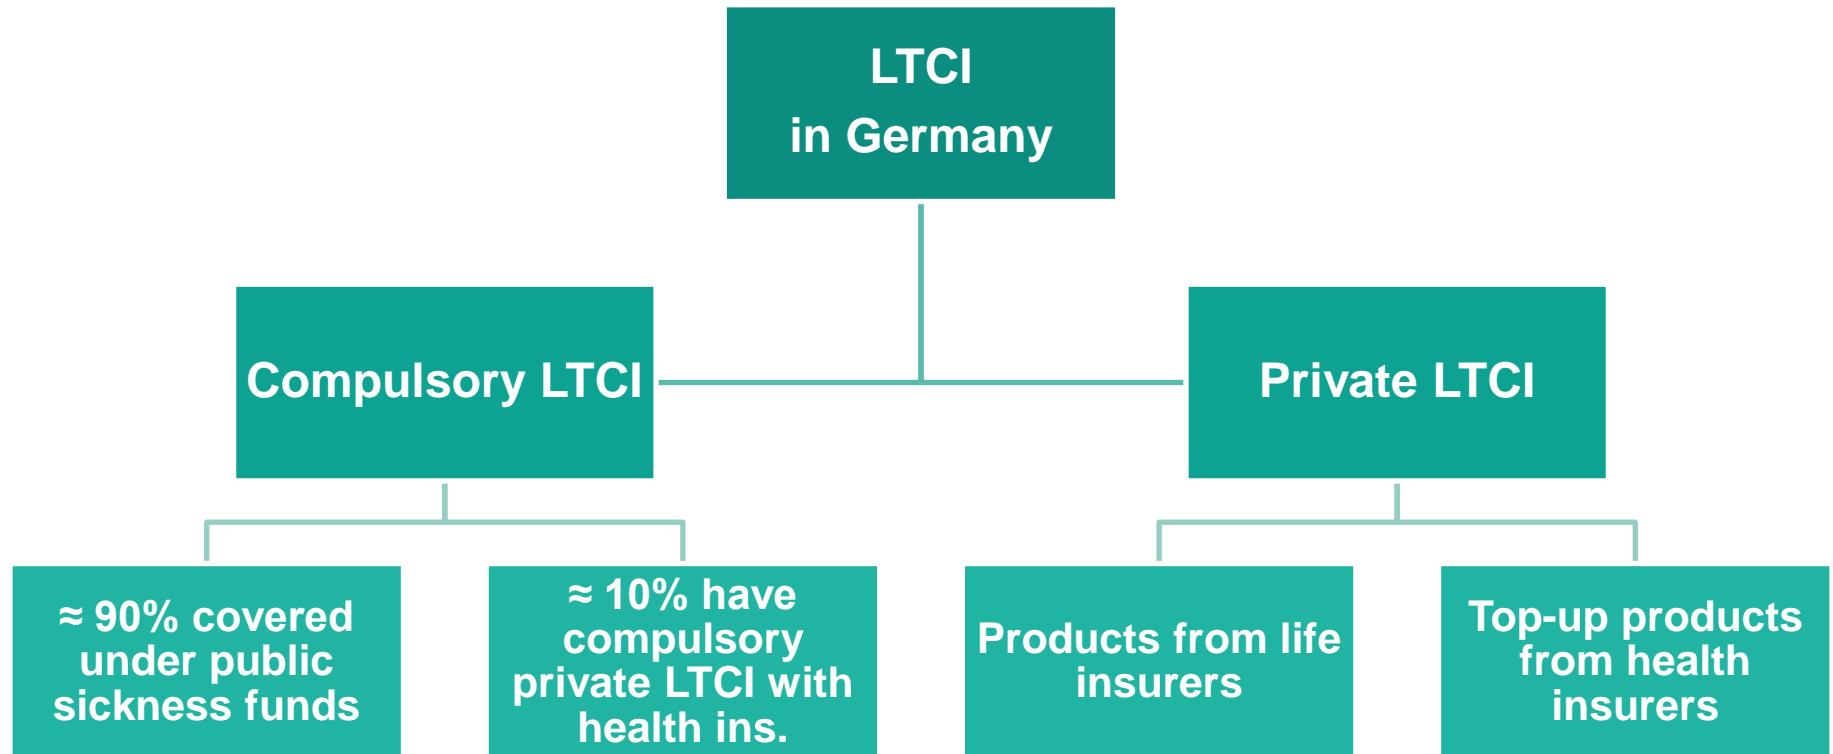 LTCI
in Germany
Compulsory LTCI
Private LTCI
≈ 90% covered
under public
sickness funds
≈ 10% have
compulsory
private LTCI with
health ins.
Products from life
insurers
Top-up products
from health
insurers